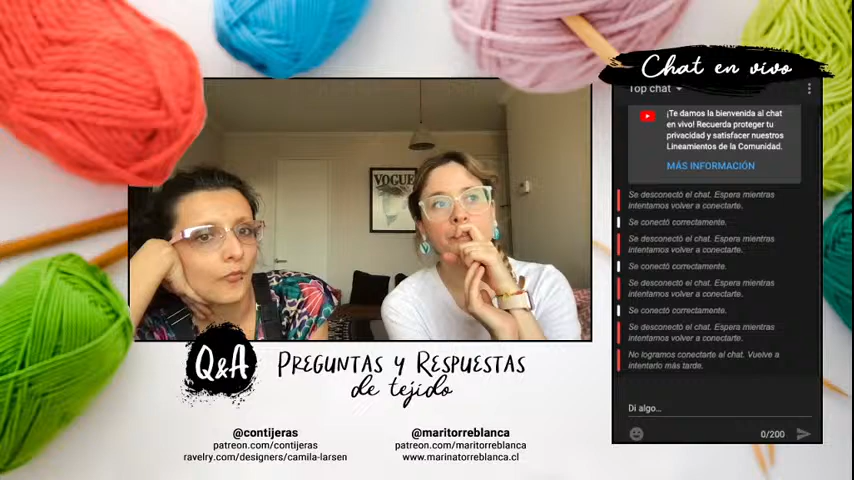 Chat en vivo
Top chat
¡Te damos la bienvenida al chat
en vivo! Recuerda proteger tu
privacidad y satisfacer nuestros
Lineamientos de la Comunidad.
MÁS INFORMACIÓN
Se desconectó el chat. Espera mientras
intentamos volver a conectarte.
Se conectó correctamente.
Se desconectó el chat. Espera mientras
intentamos volver a conectarte.
Se conectó correctamente.
Se desconectó el chat. Espera mientras
intentamos volver a conectarte.
Se conectó correctamente.
Se desconectó el chat. Espera mientras
intentamos volver a conectarte.
No logramos conectarte al chat. Vuelve a
intentarlo más tarde.
Di algo...
0/200
VOGUE
Q&A
PREGUNTAS Y RESPUESTAS
de tejido
@contijeras
patreon.com/contijeras
ravelry.com/designers/camila-larsen
@maritorreblanca
patreon.com/maritorreblanca
www.marinatorreblanca.cl